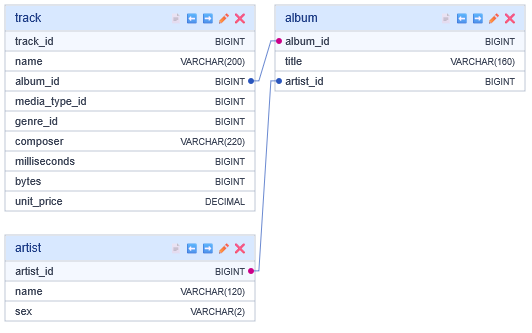 track
track_id BIGINT
name VARCHAR(200)
album_id BIGINT
media_type_id BIGINT
genre_id BIGINT
composer VARCHAR(220)
milliseconds BIGINT
bytes BIGINT
unit_price DECIMAL
album
album_id BIGINT
title VARCHAR(160)
artist_id BIGINT
artist
artist_id BIGINT
name VARCHAR(120)
sex VARCHAR(2)